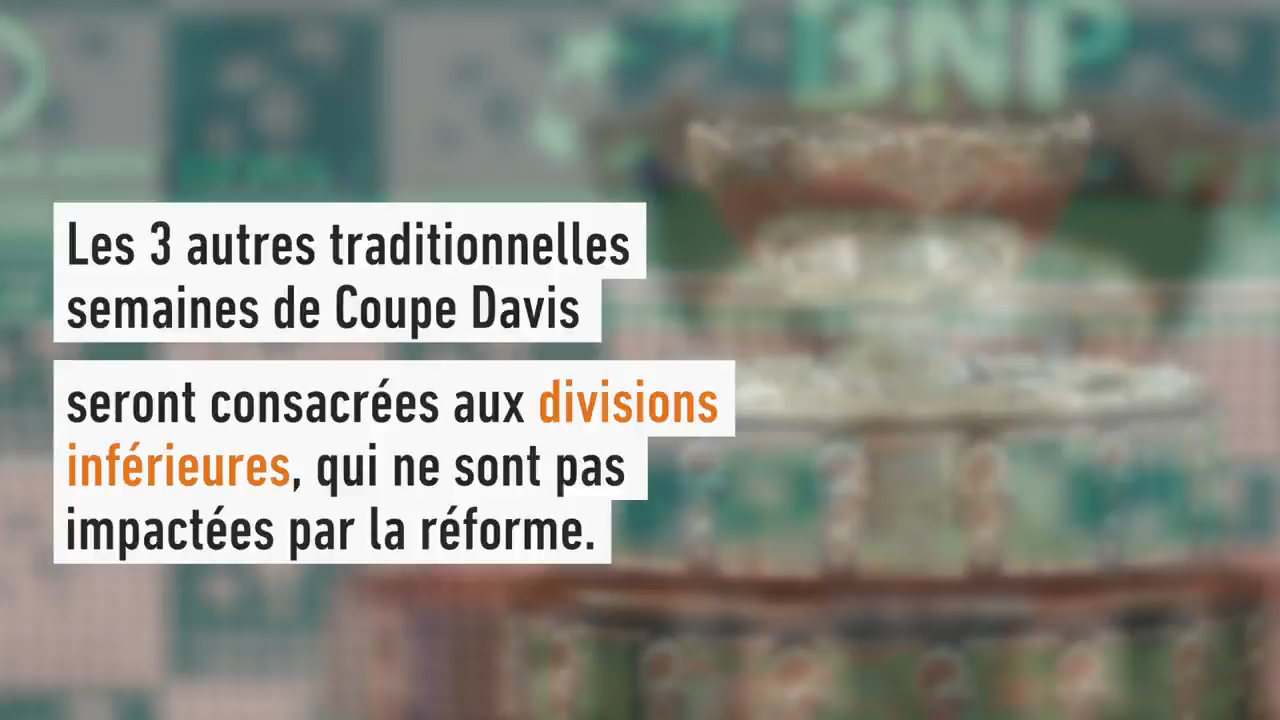 BNP
Les 3 autres traditionnelles
semaines de Coupe Davis
seront consacrées aux divisions
inférieures, qui ne sont pas
impactées par la réforme.